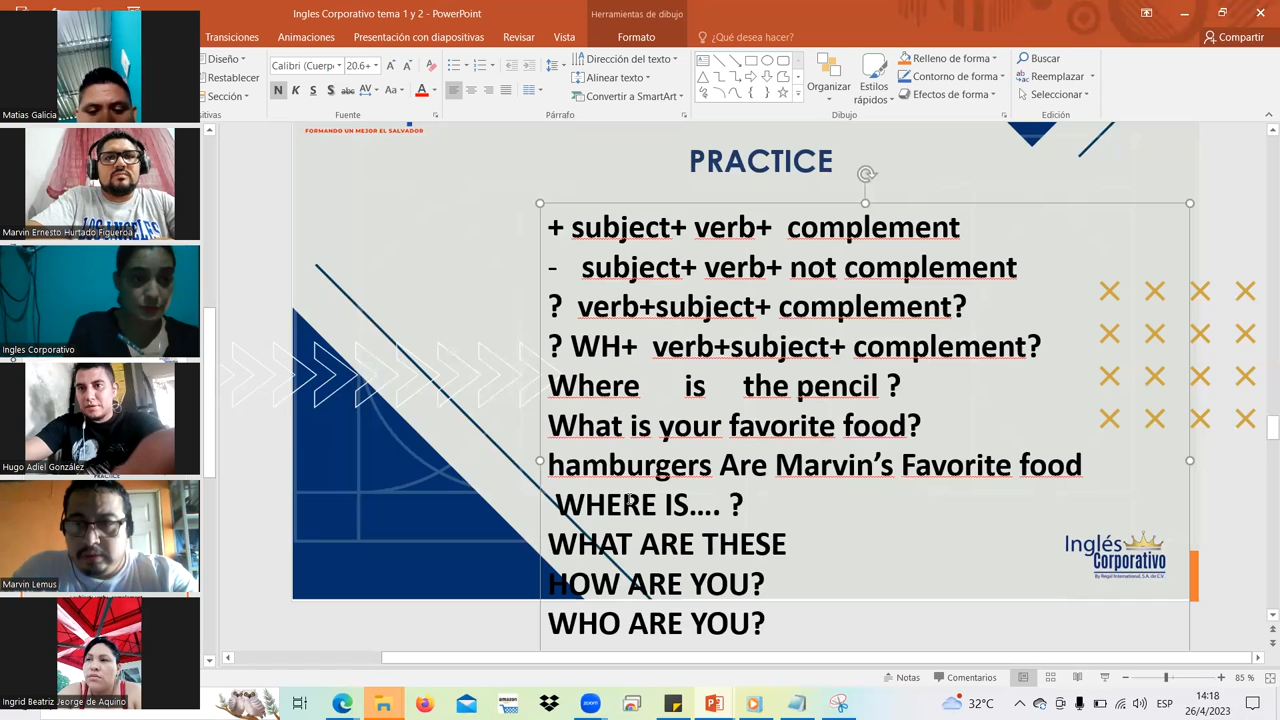 Ingles Corporativo tema 1 y 2 - PowerPoint
Herramientas de dibujo
Transiciones Animaciones Presentación con diapositivas Revisar Vista Formato ¿Qué desea hacer? Compartir
Diseño
Restablecer
Sección
Calibri (Cuerp 20.6+
N K S S abc AV Aa A
Dirección del texto
Alinear texto
Convertir a SmartArt
Organizar
Estilos
rápidos
Relleno de forma
Contorno de forma
Efectos de forma
Buscar
Reemplazar
Seleccionar
sitivas Fuente Párrafo Dibujo Edición
Matias Galicia
Marvin Ernesto Hurtado Figueroa
LOS ANGELES
Ingles Corporativo
Hugo Adiel González
PRACTICE
Marvin Lemus
Ingrid Beatriz Jeorge de Aquino
FORMANDO UN MEJOR EL SALVADOR
PRACTICE
+ subject+ verb+ complement
- subject+ verb+ not complement
? verb+subject+ complement?
? WH+ verb+subject+ complement?
Where is the pencil ?
What is your favorite food?
hamburgers Are Marvin’s Favorite food
WHERE IS.... ?
WHAT ARE THESE
HOW ARE YOU?
WHO ARE YOU?
Inglés
Corporativo
By Regal International, S.A. de C.V.
Notas Comentarios 85 %
amazon
zoom
32°C ESP 14:18
26/4/2023